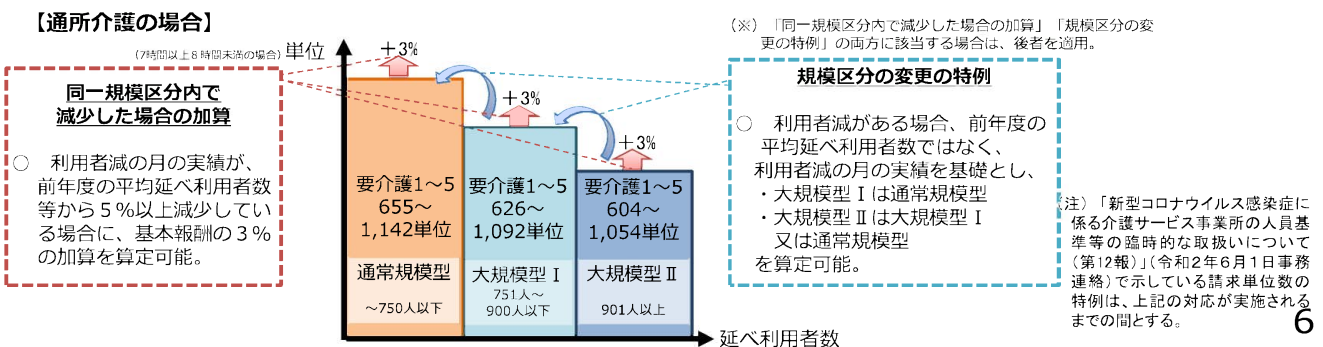 【通所介護の場合】
(7時間以上8時間未満の場合)
単位
同一規模区分内で
減少した場合の加算
○　利用者減の月の実績が、
前年度の平均延べ利用者数
等から5%以上減少してい
る場合に、基本報酬の3%
の加算を算定可能。
+3%
+3%
+3%
要介護1~5
655~
1,142単位
通常規模型
~750人以下
要介護1~5
626~
1,092単位
大規模型Ⅰ
751人~
900人以下
要介護1~5
604~
1,054単位
大規模型Ⅱ
901人以上
延べ利用者数
(※)「同一規模区分内で減少した場合の加算」「規模区分の変
更の特例」の両方に該当する場合は、後者を適用。
規模区分の変更の特例
○　利用者減がある場合、前年度の
平均延べ利用者数ではなく、
利用者減の月の実績を基礎とし、
・大規模型Ⅰは通常規模型
・大規模型Ⅱは大規模型Ⅰ
又は通常規模型
を算定可能。
(注)「新型コロナウイルス感染症に
係る介護サービス事業所の人員基
準等の臨時的な取扱いについて
(第12報)」(令和2年6月1日事務
連絡)で示している請求単位数の
特例は、上記の対応が実施される
までの間とする。
6